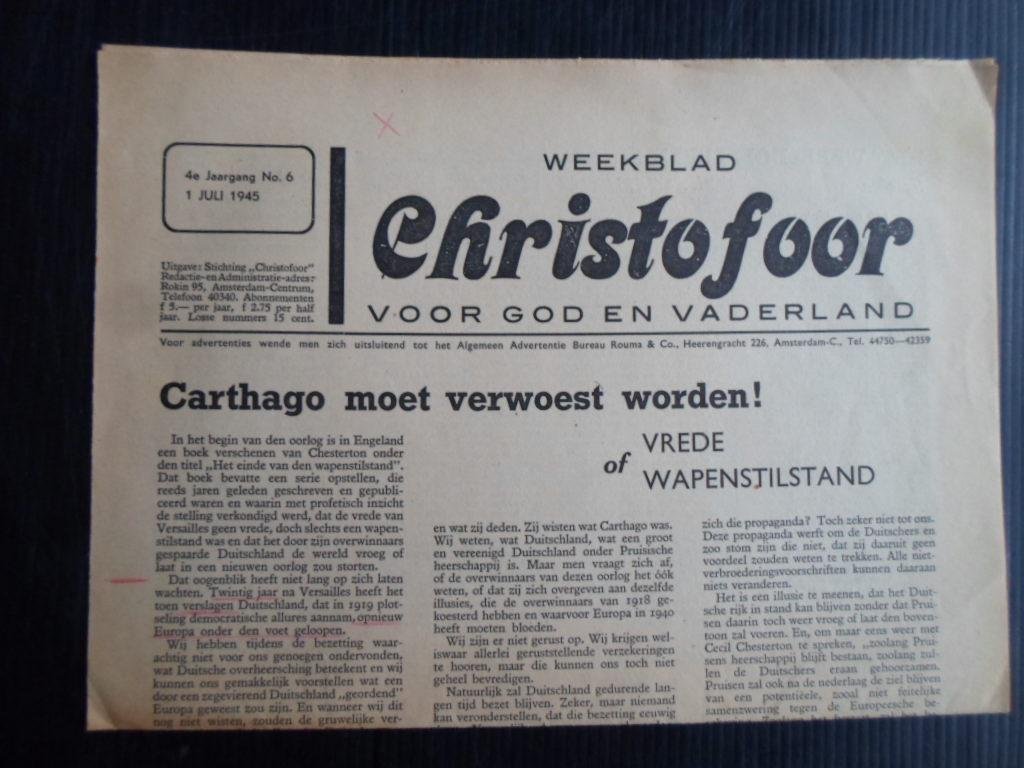 4e Jaargang No. 6
1 JULI 1945
Uitgave: Stichting „Christofoor"
Redactie-en Administratie-adres:
Rokin 95, Amsterdam-Centrum,
Telefoon 40340. Abonnementen
f 5.— per jaar, f 2.75 per half
jaar. Losse nummers 15 cent.
WEEKBLAD
Christofoor
VOOR GOD EN VADERLAND
Voor advertenties wende men zich uitsluitend tot het Algemeen Advertentie Bureau Rouma & Co., Heerengracht 226, Amsterdam-C., Tel. 44750—42359
Carthago moet verwoest worden!
of VREDE
WAPENSTILSTAND
In het begin van den oorlog is in Engeland
een boek verschenen van Chesterton onder
den titel „Het einde van den wapenstilstand".
Dat boek bevatte een serie opstellen, die
reeds jaren geleden geschreven en gepubli-
ceerd waren en waarin met profetisch inzicht
de stelling verkondigd werd, dat de vrede van
Versailles geen vrede, doch slechts een wapen-
stilstand was en dat het door zijn overwinnaars
gespaarde Duitschland de wereld vroeg of
laat in een nieuwen oorlog zou storten.
Dat oogenblik heeft niet lang op zich laten
wachten. Twintig jaar na Versailles heeft het
toen verslagen Duitschland, dat in 1919 plot-
seling democratische allures aannam, opnieuw
Europa onder den voet geloopen.
Wij hebben tijdens de bezetting waar-
achtig niet voor ons genoegen ondervonden,
wat Duitsche overheersching beteekent en wij
kunnen ons gemakkelijk voorstellen wat een
door een zegevierend Duitschland „geordend"
Europa geweest zou zijn. En wanneer wij dit
nog niet wisten, zouden de gruwelijke ver-
en wat zij deden. Zij wisten wat Carthago was.
Wij weten, wat Duitschland, wat een groot
en vereenigd Duitschland onder Pruisische
heerschappij is. Maar men vraagt zich af,
of de overwinnaars van dezen oorlog het óók
weten, of dat zij zich overgeven aan dezelfde
illusies, die de overwinnaars van 1918 ge-
koesterd hebben en waarvoor Europa in 1940
heeft moeten bloeden.
Wij zijn er niet gerust op. Wij krijgen wel-
iswaar allerlei geruststellende verzekeringen
te hooren, maar die kunnen ons toch niet
geheel bevredigen.
Natuurlijk zal Duitschland gedurende lan-
gen tijd bezet blijven. Zeker, maar niemand
kan veronderstellen, dat die bezetting eeuwig
zich die propaganda? Toch zeker niet tot ons.
Deze propaganda werft om de Duitschers en
zoo stom zijn die niet, dat zij daaruit geen
voordeel zouden weten te trekken. Alle niet-
verbroederingsvoorschriften kunnen daaraan
niets veranderen.
Het is een illusie te meenen, dat het Duit-
sche rijk in stand kan blijven zonder dat Prui-
sen daarin toch weer vroeg of laat den boven-
toon zal voeren. En, om maar eens weer met
Cecil Chesterton te spreken, „zoolang Prui-
sens heerschappij blijft bestaan, zoolang zul-
len de Duitschers eraan gehoorzamen.
Pruisen zal ook na de nederlaag de ziel blijven
van een potentiëele, zooal niet feitelijke
samenzwering tegen de Europeesche be-